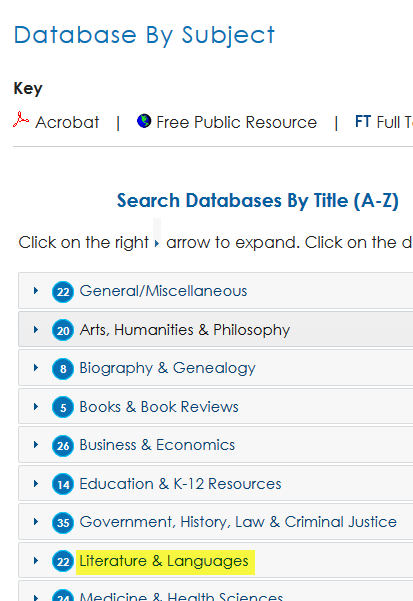 Database By Subject
Key
Acrobat | Free Public Resource | FT Full
Search Databases By Title (A-Z)
Click on the right arrow to expand. Click on the
22 General/Miscellaneous
20 Arts, Humanities & Philosophy
8 Biography & Genealogy
5 Books & Book Reviews
26 Business & Economics
14 Education & K-12 Resources
35 Government, History, Law & Criminal Justice
22 Literature & Languages
24 Medicine & Health Sciences